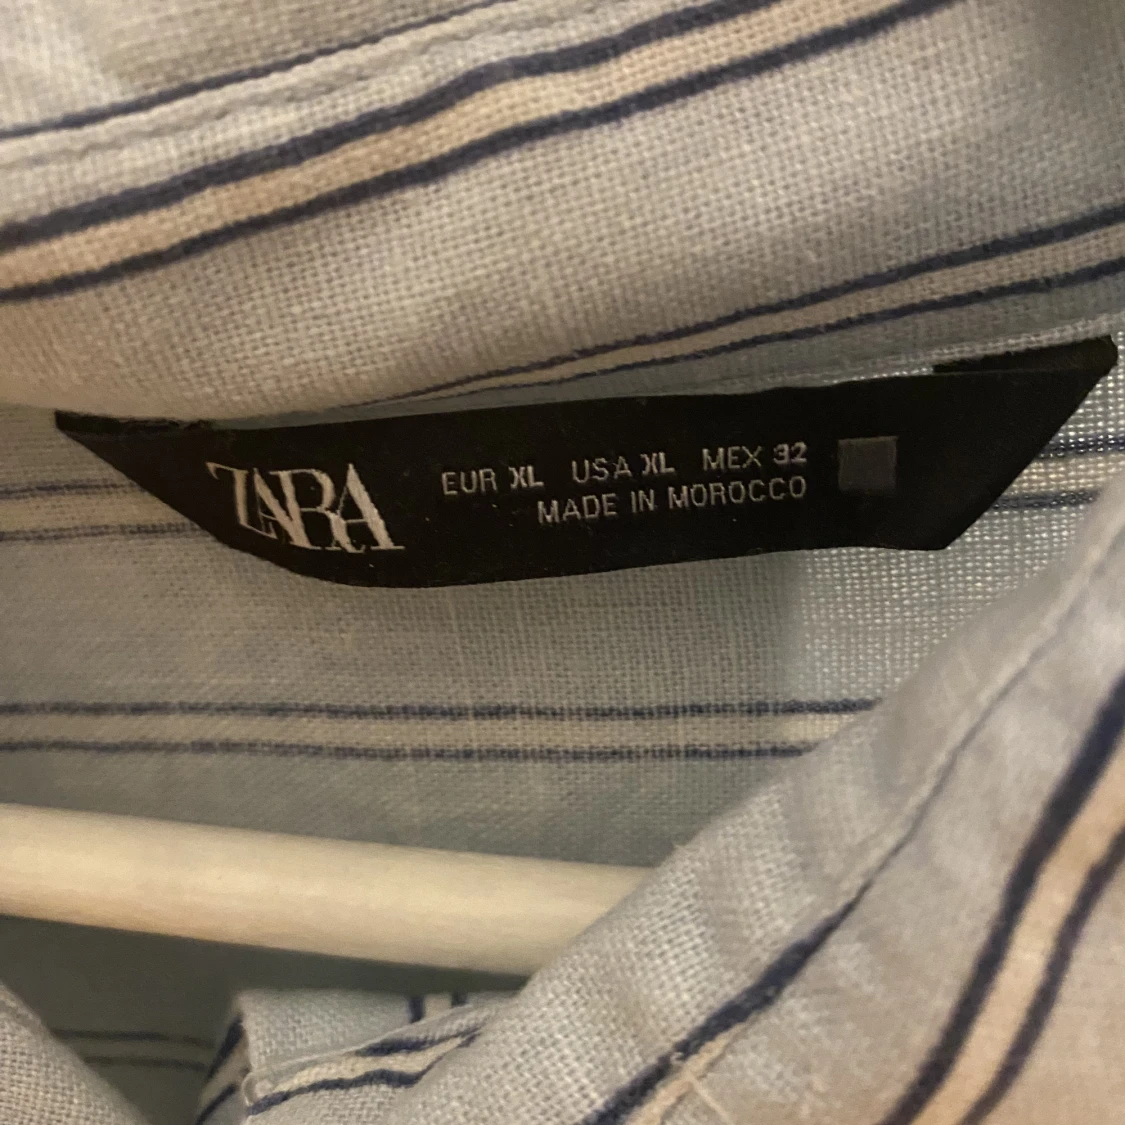 ZARA
EUR XL USA XL MEX 32
MADE IN MOROCCO